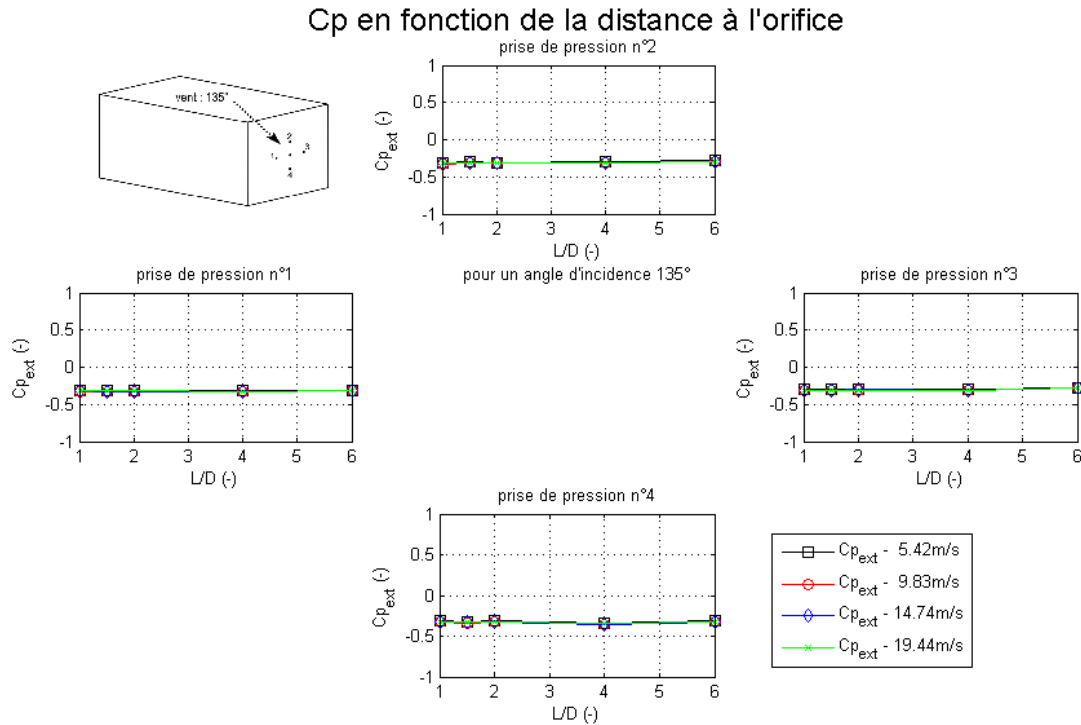 Cp en fonction de la distance à l'orifice
prise de pression n°2
vent : 135°
2
1
3
4
Cp_ext (-)
1
0.5
0
-0.5
-1
1 2 3 4 5 6
L/D (-)
pour un angle d'incidence 135°
prise de pression n°1
Cp_ext (-)
1
0.5
0
-0.5
-1
1 2 3 4 5 6
L/D (-)
prise de pression n°3
Cp_ext (-)
1
0.5
0
-0.5
-1
1 2 3 4 5 6
L/D (-)
prise de pression n°4
Cp_ext (-)
1
0.5
0
-0.5
-1
1 2 3 4 5 6
L/D (-)
Cp_ext - 5.42m/s
Cp_ext - 9.83m/s
Cp_ext - 14.74m/s
Cp_ext - 19.44m/s